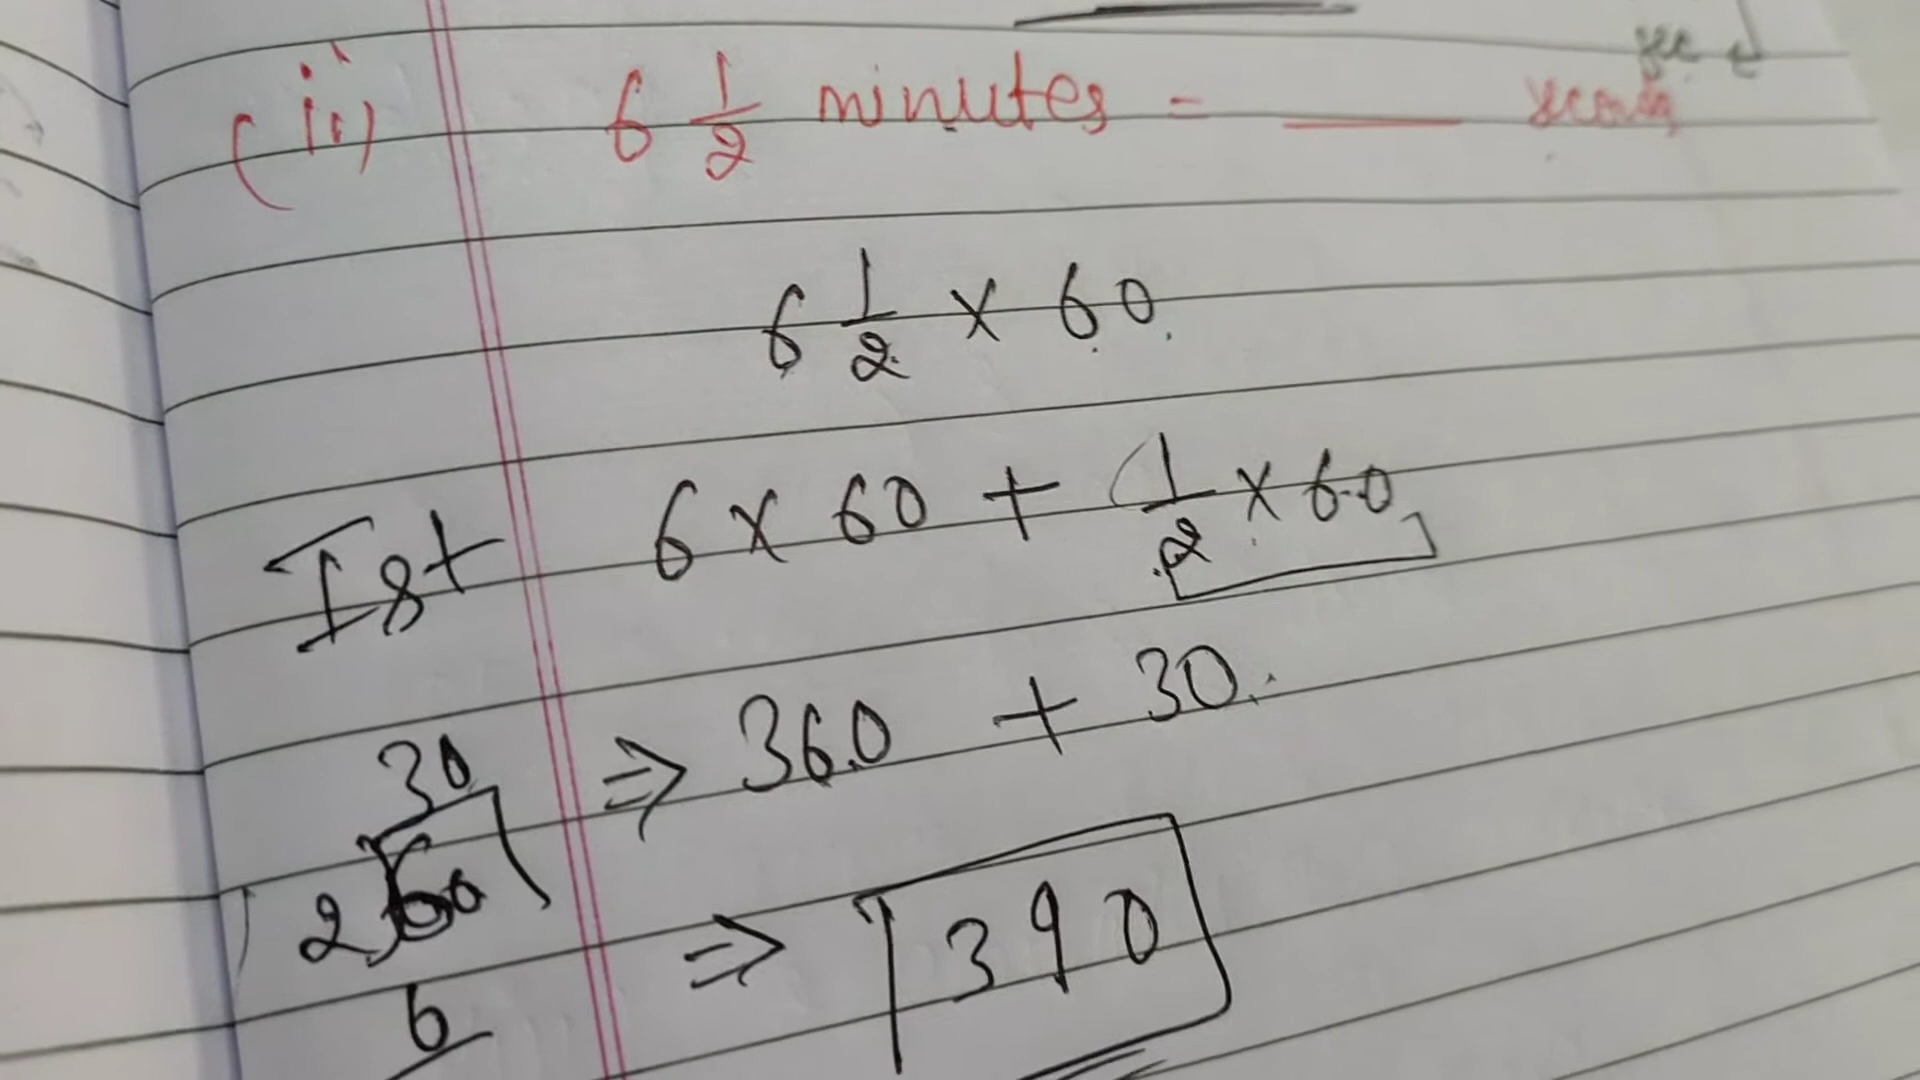 sec
(ii) 6 1/2 minutes = ____ seconds
6 1/2 × 60
Ist 6 × 60 + 1/2 × 60
⇒ 360 + 30
30
2 60
6
⇒ 390